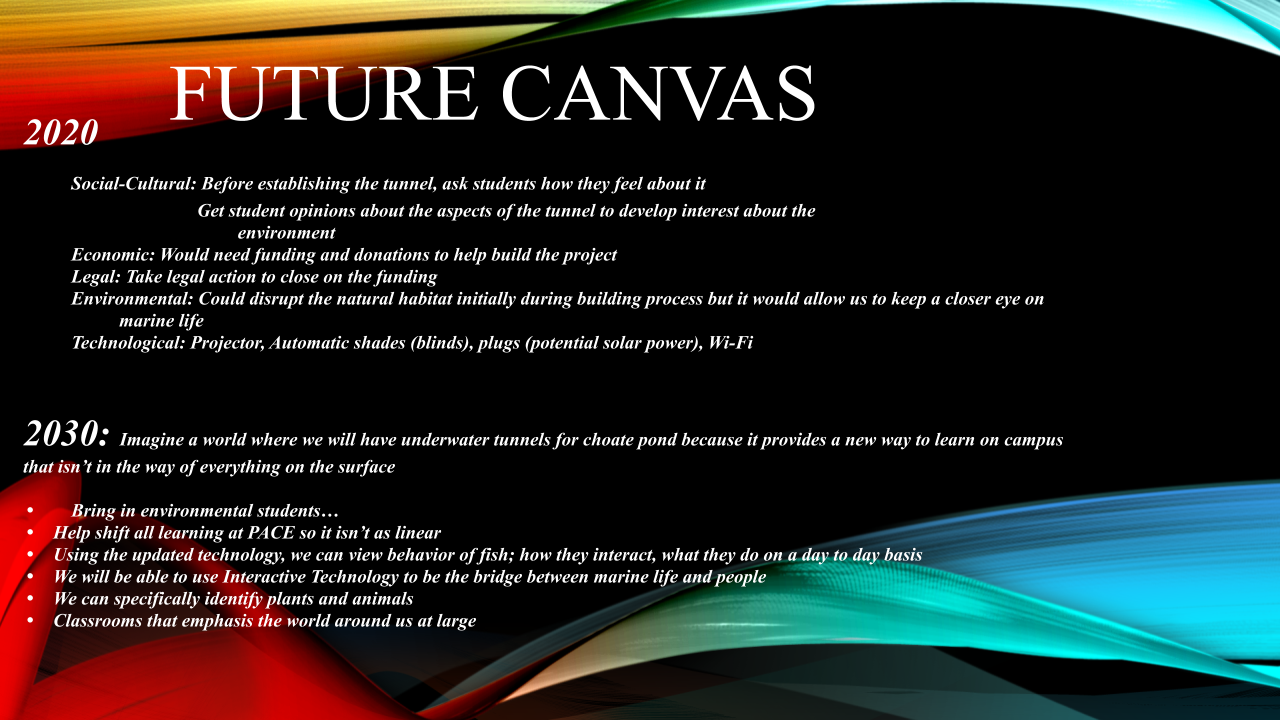 FUTURE CANVAS
2020
Social-Cultural: Before establishing the tunnel, ask students how they feel about it
Get student opinions about the aspects of the tunnel to develop interest about the
environment
Economic: Would need funding and donations to help build the project
Legal: Take legal action to close on the funding
Environmental: Could disrupt the natural habitat initially during building process but it would allow us to keep a closer eye on
marine life
Technological: Projector, Automatic shades (blinds), plugs (potential solar power), Wi-Fi
2030: Imagine a world where we will have underwater tunnels for choate pond because it provides a new way to learn on campus
that isn't in the way of everything on the surface
• Bring in environmental students…
• Help shift all learning at PACE so it isn't as linear
• Using the updated technology, we can view behavior of fish; how they interact, what they do on a day to day basis
• We will be able to use Interactive Technology to be the bridge between marine life and people
• We can specifically identify plants and animals
• Classrooms that emphasis the world around us at large